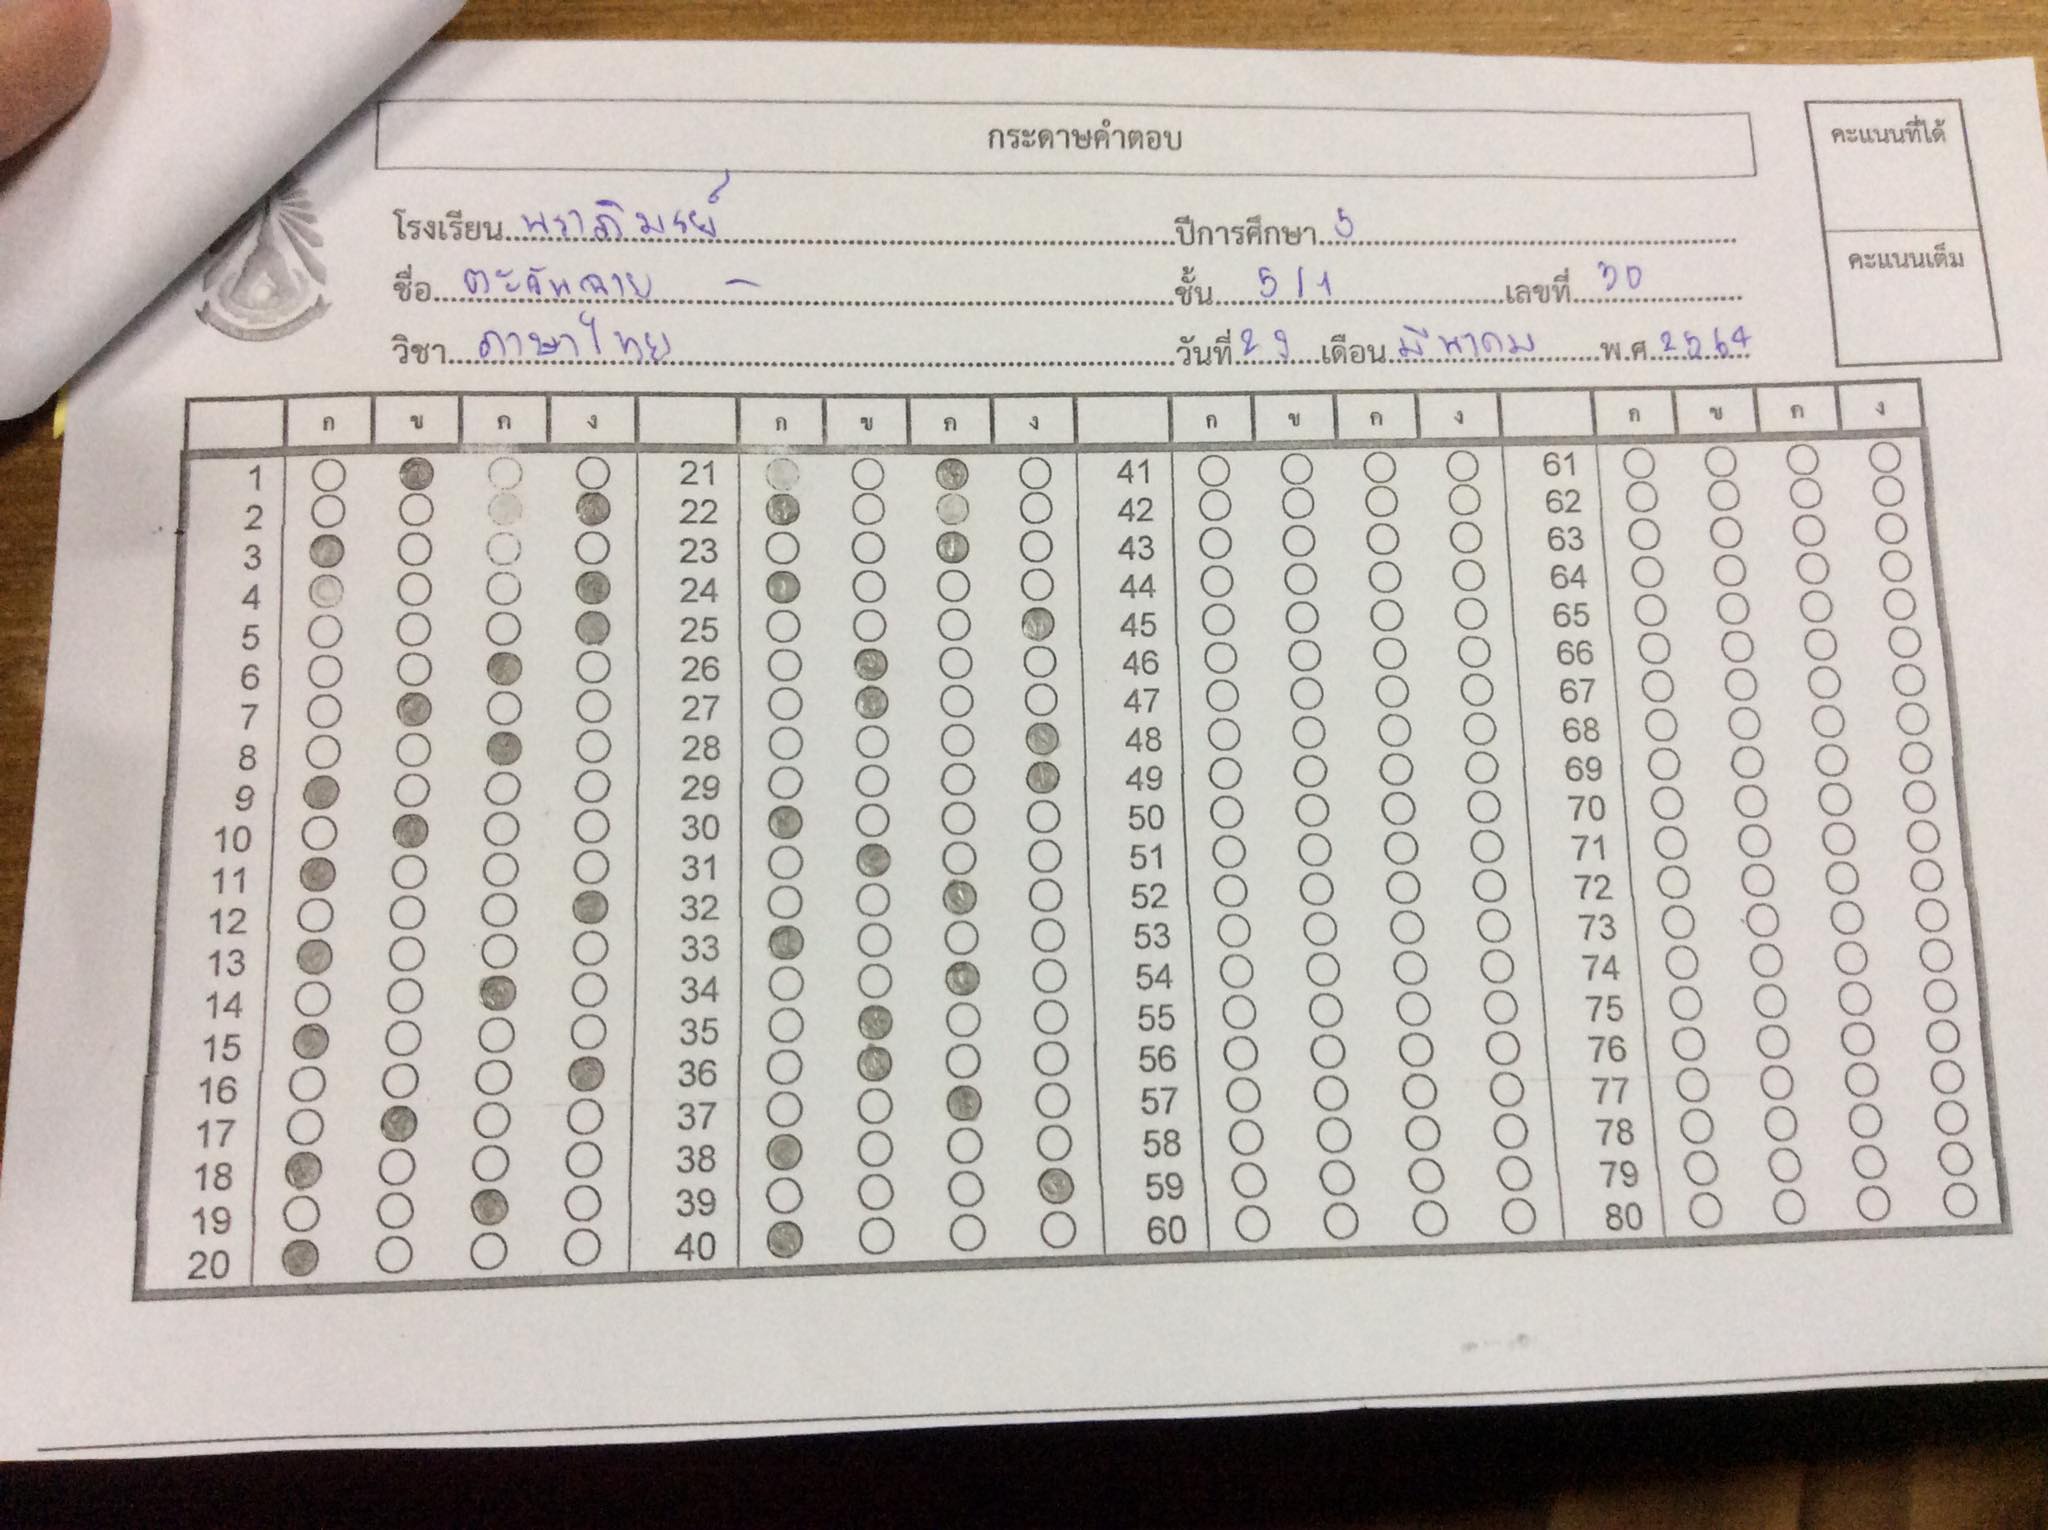 กระดาษคำตอบ
คะแนนที่ได้
คะแนนเต็ม
โรงเรียน พราภิมรย์ ปีการศึกษา 5
ชื่อ ตะวันฉาย - ชั้น 5/1 เลขที่ 30
วิชา ภาษาไทย วันที่ 29 เดือน มีนาคม พ.ศ. 2564
ก ข ค ง ก ข ค ง ก ข ค ง ก ข ค ง
1 21 41 61
2 22 42 62
3 23 43 63
4 24 44 64
5 25 45 65
6 26 46 66
7 27 47 67
8 28 48 68
9 29 49 69
10 30 50 70
11 31 51 71
12 32 52 72
13 33 53 73
14 34 54 74
15 35 55 75
16 36 56 76
17 37 57 77
18 38 58 78
19 39 59 79
20 40 60 80